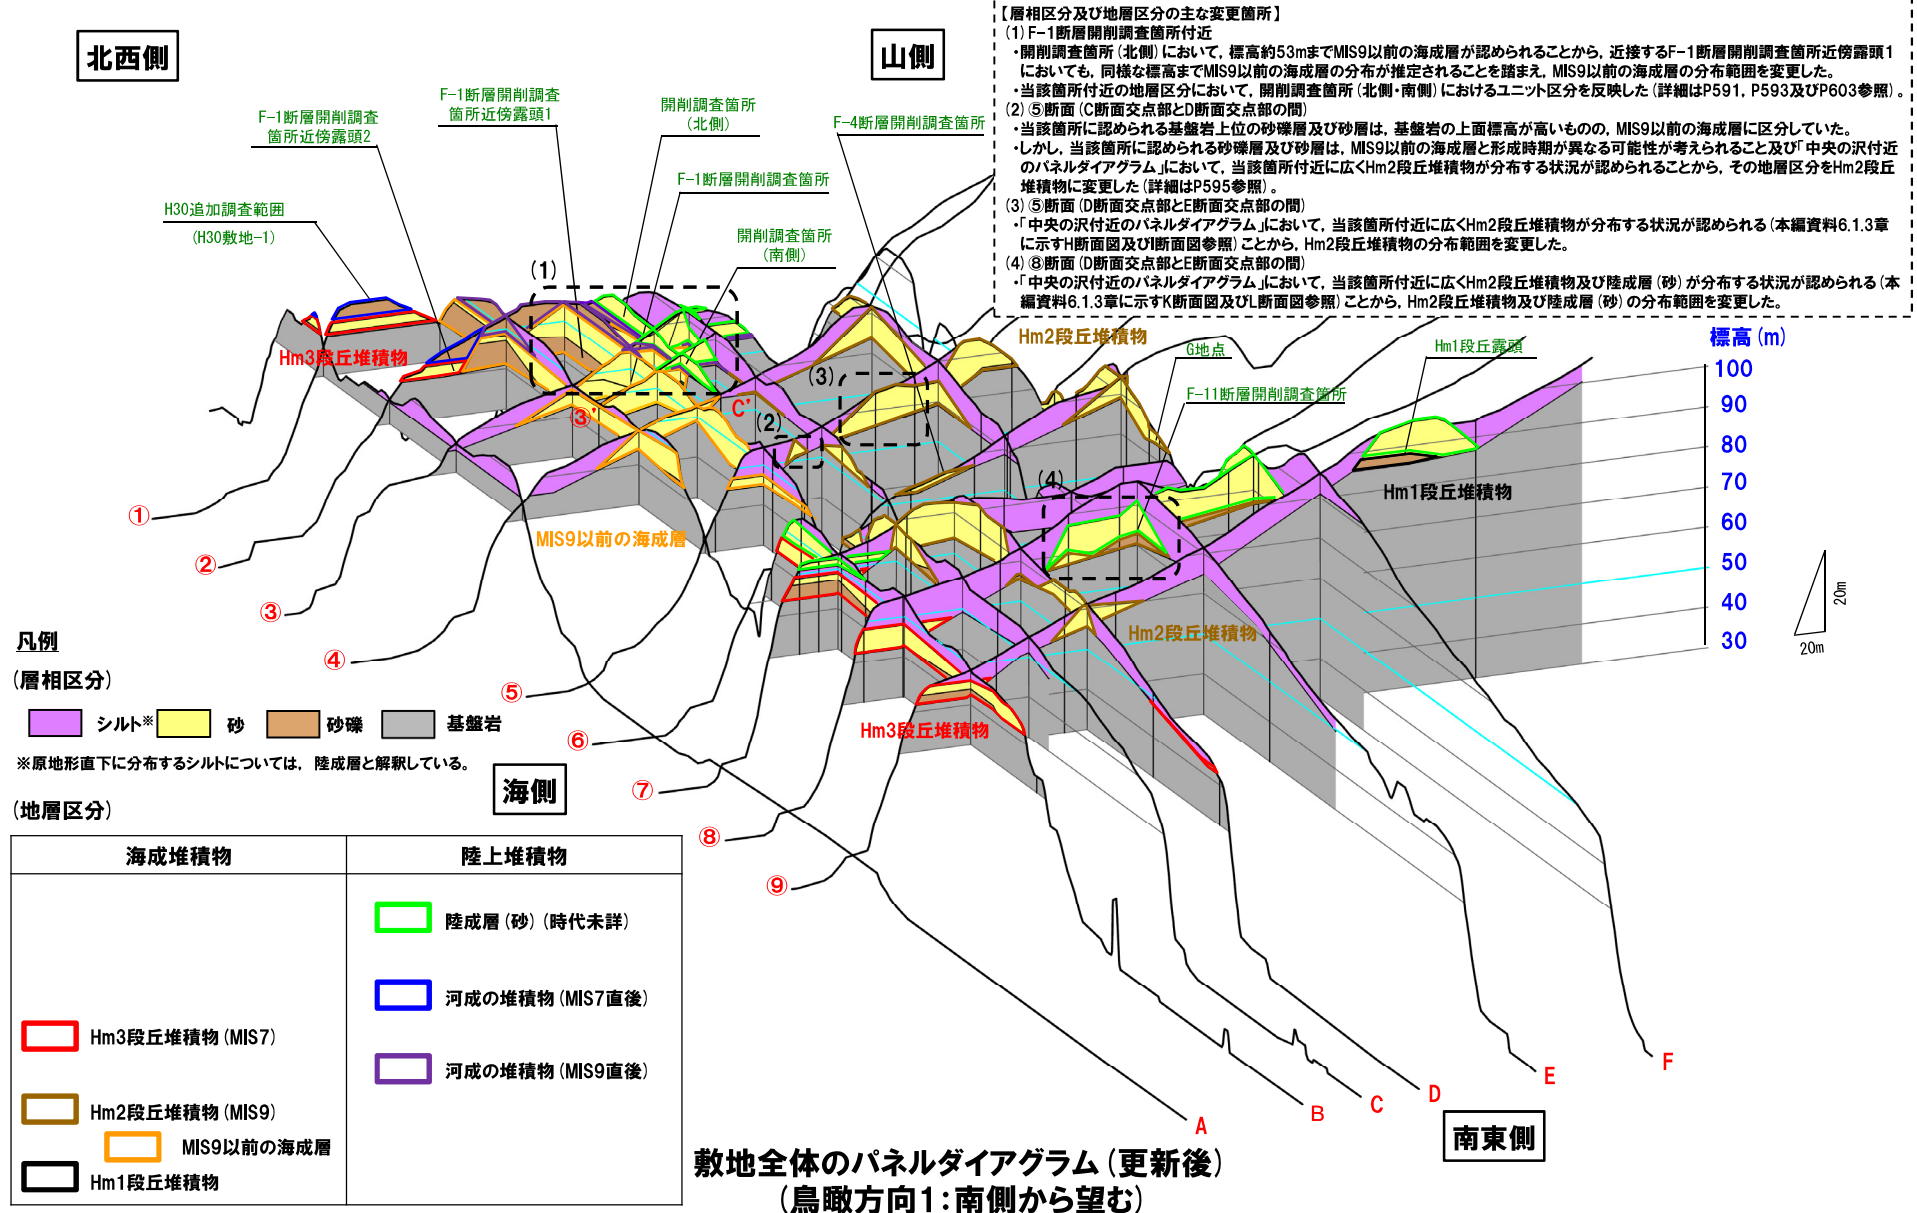 【層相区分及び地層区分の主な変更箇所】
(1)F-1断層開削調査箇所付近
・開削調査箇所(北側)において，標高約53mまでMIS9以前の海成層が認められることから，近接するF-1断層開削調査箇所近傍露頭1
においても，同様な標高までMIS9以前の海成層の分布が推定されることを踏まえ，MIS9以前の海成層の分布範囲を変更した。
・当該箇所付近の地層区分において，開削調査箇所(北側・南側)におけるユニット区分を反映した(詳細はP591，P593及びP603参照)。
(2)⑤断面(C断面交点部とD断面交点部の間)
・当該箇所に認められる基盤岩上位の砂礫層及び砂層は，基盤岩の上面標高が高いものの，MIS9以前の海成層に区分していた。
・しかし，当該箇所に認められる砂礫層及び砂層は，MIS9以前の海成層と形成時期が異なる可能性が考えられること及び「中央の沢付近
のパネルダイアグラム」において，当該箇所付近に広くHm2段丘堆積物が分布する状況が認められることから，その地層区分をHm2段丘
堆積物に変更した(詳細はP595参照)。
(3)⑤断面(D断面交点部とE断面交点部の間)
・「中央の沢付近のパネルダイアグラム」において，当該箇所付近に広くHm2段丘堆積物が分布する状況が認められる(本編資料6.1.3章
に示すH断面図及びI断面図参照)ことから，Hm2段丘堆積物の分布範囲を変更した。
(4)⑧断面(D断面交点部とE断面交点部の間)
・「中央の沢付近のパネルダイアグラム」において，当該箇所付近に広くHm2段丘堆積物及び陸成層(砂)が分布する状況が認められる(本
編資料6.1.3章に示すK断面図及びL断面図参照)ことから，Hm2段丘堆積物及び陸成層(砂)の分布範囲を変更した。
北西側
山側
F-1断層開削調査
箇所近傍露頭2
F-1断層開削調査
箇所近傍露頭1
開削調査箇所
(北側)
F-4断層開削調査箇所
F-1断層開削調査箇所
H30追加調査範囲
(H30敷地-1)
開削調査箇所
(南側)
(1)
Hm3段丘堆積物
Hm2段丘堆積物
G地点
Hm1段丘露頭
F-11断層開削調査箇所
標高(m)
100
90
80
70
60
50
40
30
(3)
③'
C'
(2)
(4)
Hm1段丘堆積物
MIS9以前の海成層
Hm2段丘堆積物
Hm3段丘堆積物
20m
20m
①
②
③
④
⑤
⑥
⑦
⑧
⑨
A
B
C
D
E
F
海側
南東側
凡例
(層相区分)
シルト※
砂
砂礫
基盤岩
※原地形直下に分布するシルトについては，陸成層と解釈している。
(地層区分)
海成堆積物
陸上堆積物
陸成層(砂)(時代未詳)
河成の堆積物(MIS7直後)
Hm3段丘堆積物(MIS7)
河成の堆積物(MIS9直後)
Hm2段丘堆積物(MIS9)
MIS9以前の海成層
Hm1段丘堆積物
敷地全体のパネルダイアグラム(更新後)
(鳥瞰方向1：南側から望む)